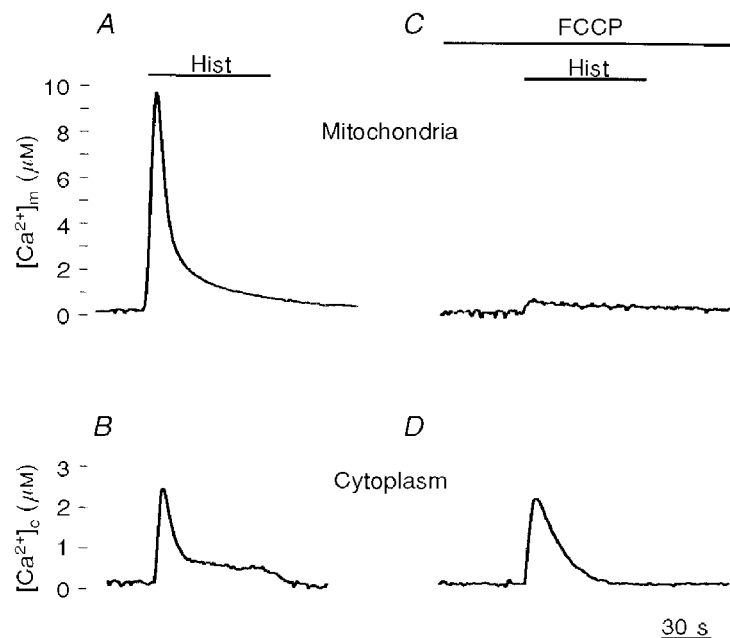 A
C
FCCP
Hist
Hist
10
8
6
4
2
0
[Ca²⁺]ₘ (μM)
Mitochondria
B
D
3
2
1
0
[Ca²⁺]c (μM)
Cytoplasm
30 s